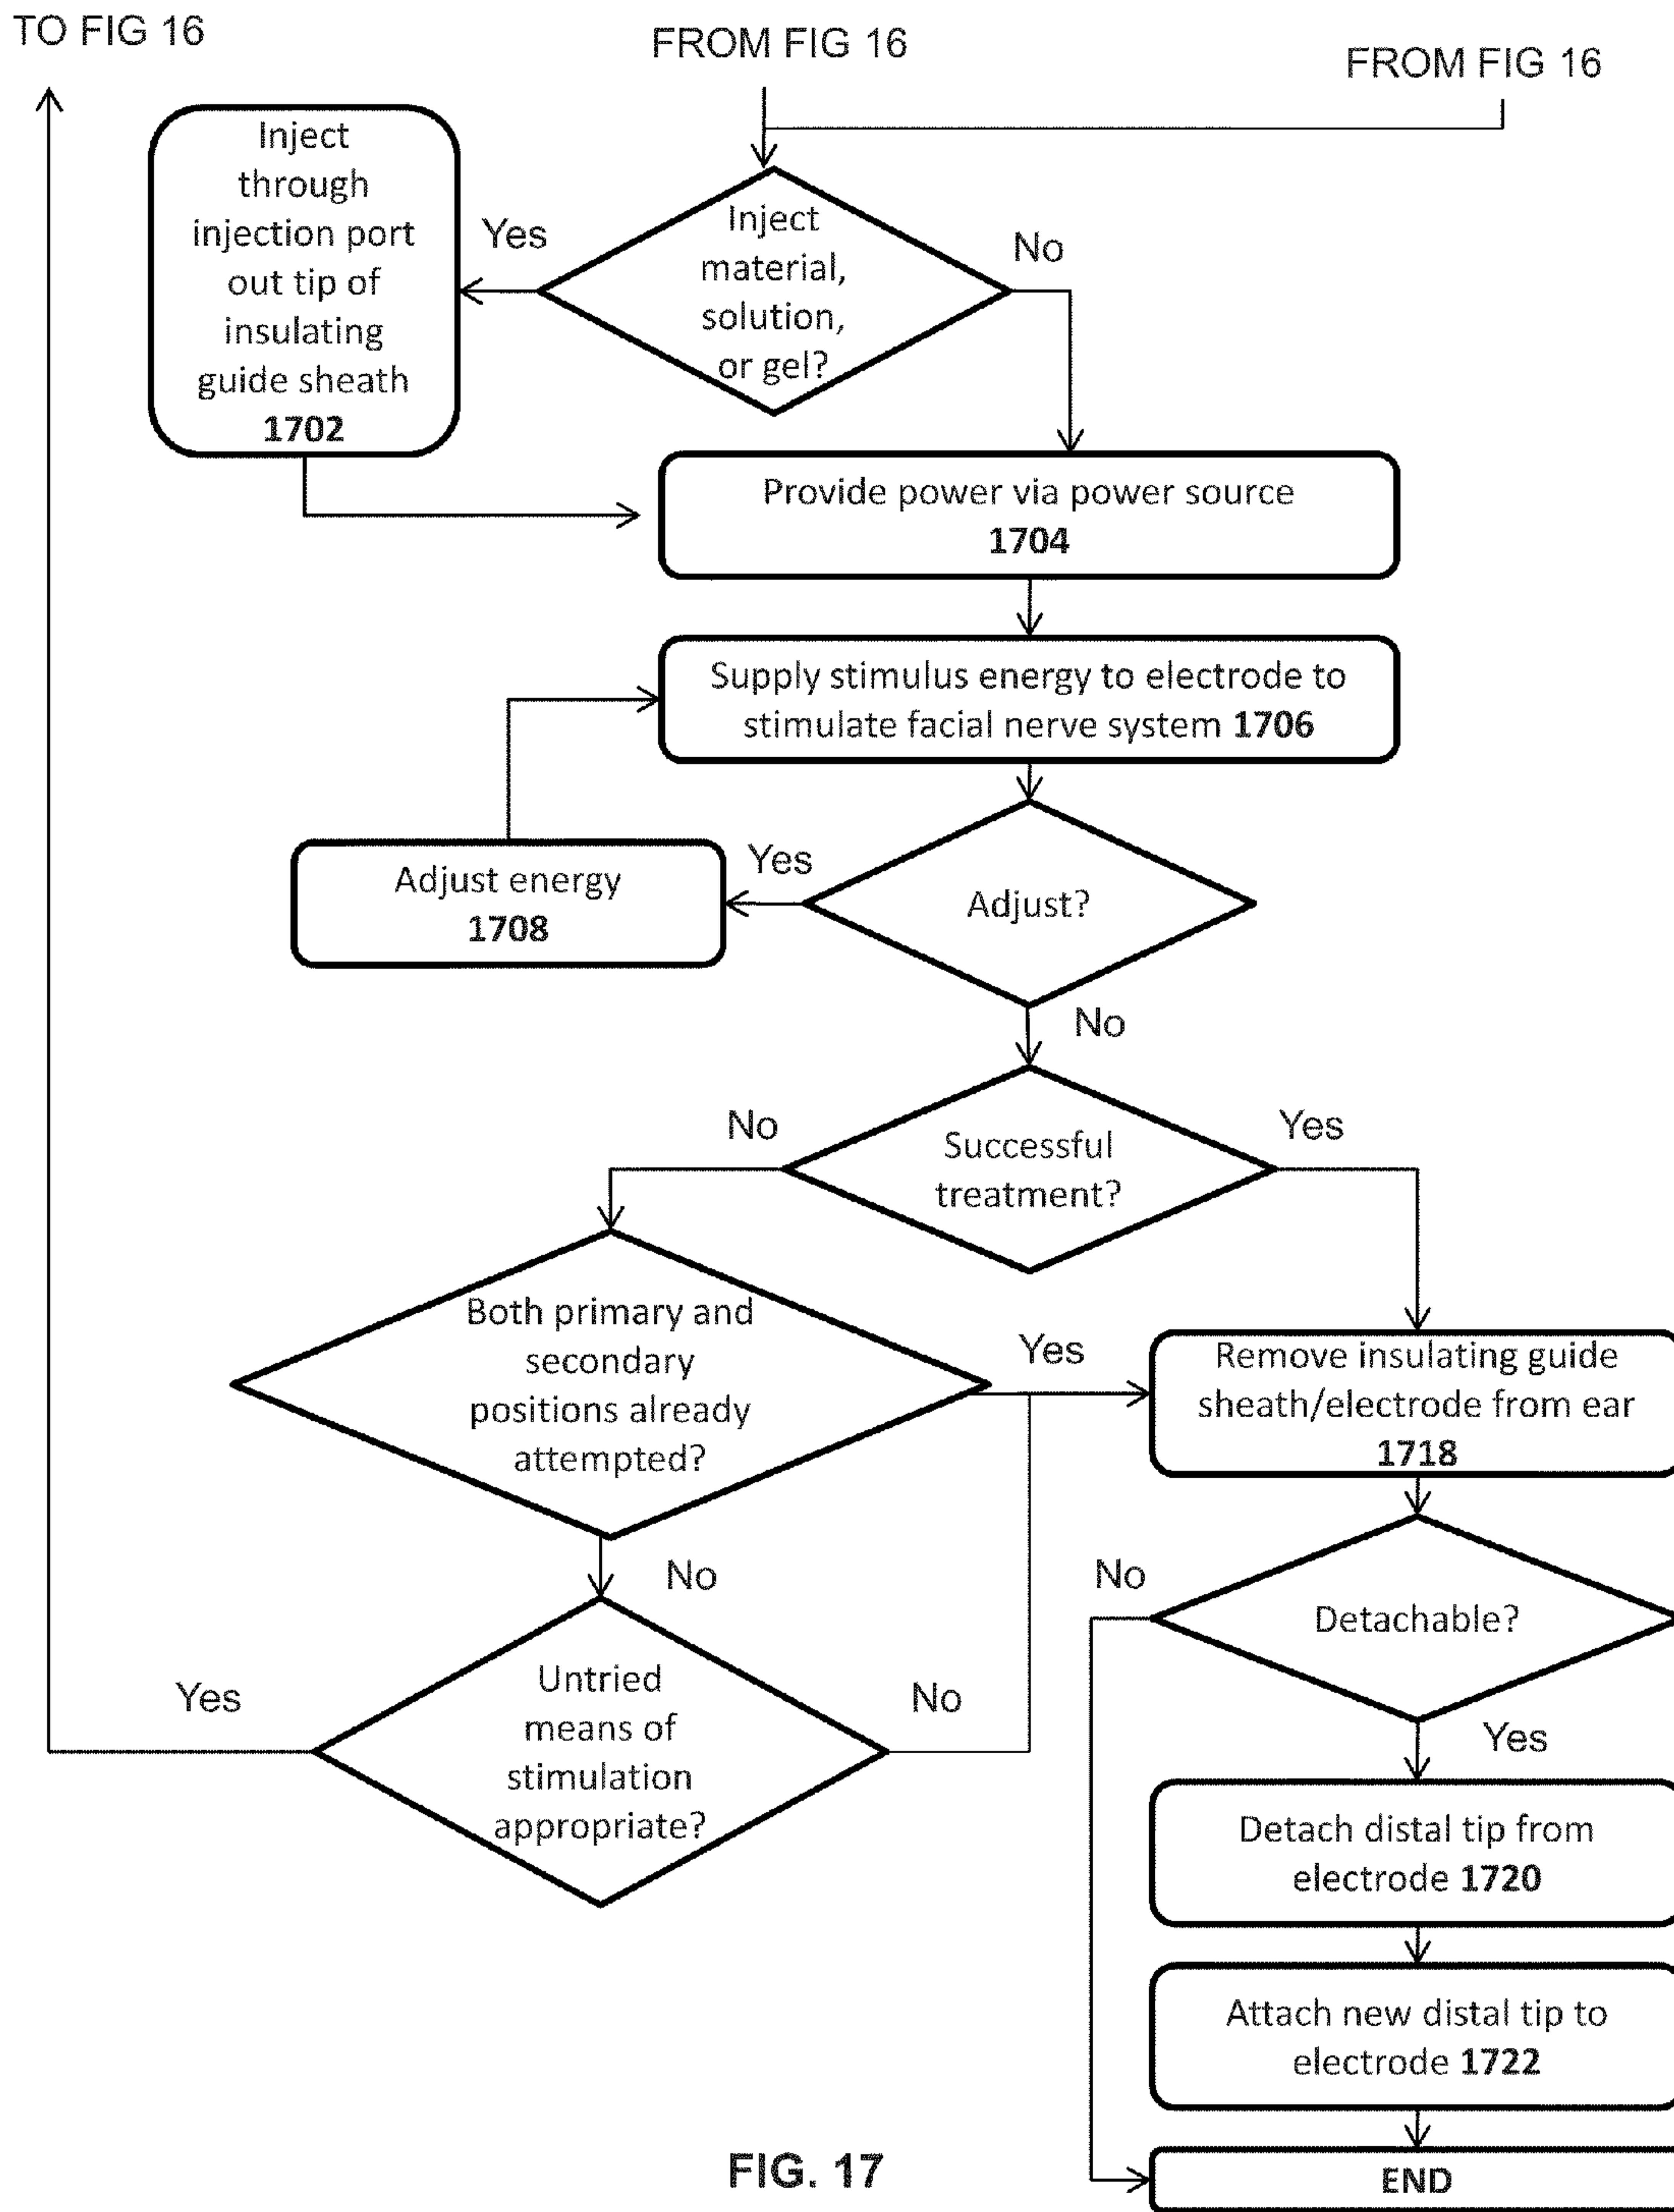 TO FIG 16
FROM FIG 16
FROM FIG 16
Inject
through
injection port
out tip of
insulating
guide sheath
1702
Yes
Inject
material,
solution,
or gel?
No
Provide power via power source
1704
Supply stimulus energy to electrode to
stimulate facial nerve system 1706
Adjust energy
1708
Yes
Adjust?
No
No
Successful
treatment?
Yes
Both primary and
secondary
positions already
attempted?
Yes
Remove insulating guide
sheath/electrode from ear
1718
No
No
Detachable?
Yes
Untried
means of
stimulation
appropriate?
No
Yes
Detach distal tip from
electrode 1720
Attach new distal tip to
electrode 1722
FIG. 17
END